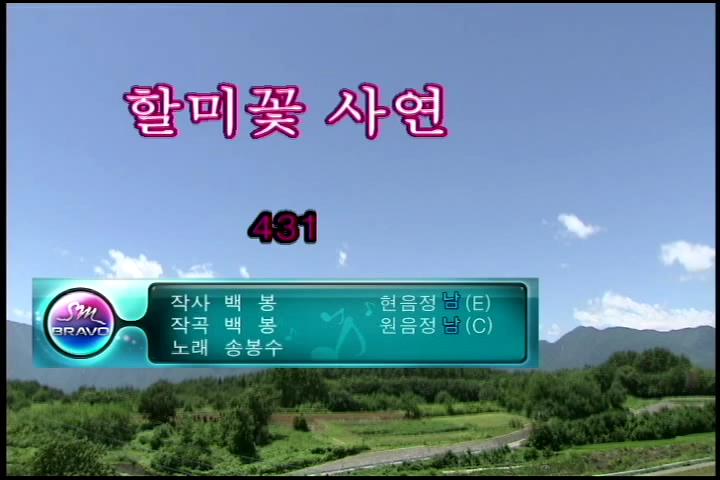 할미꽃 사연
431
SM
BRAVO
작사 백 봉 현음정 남(E)
작곡 백 봉 원음정 남(C)
노래 송봉수